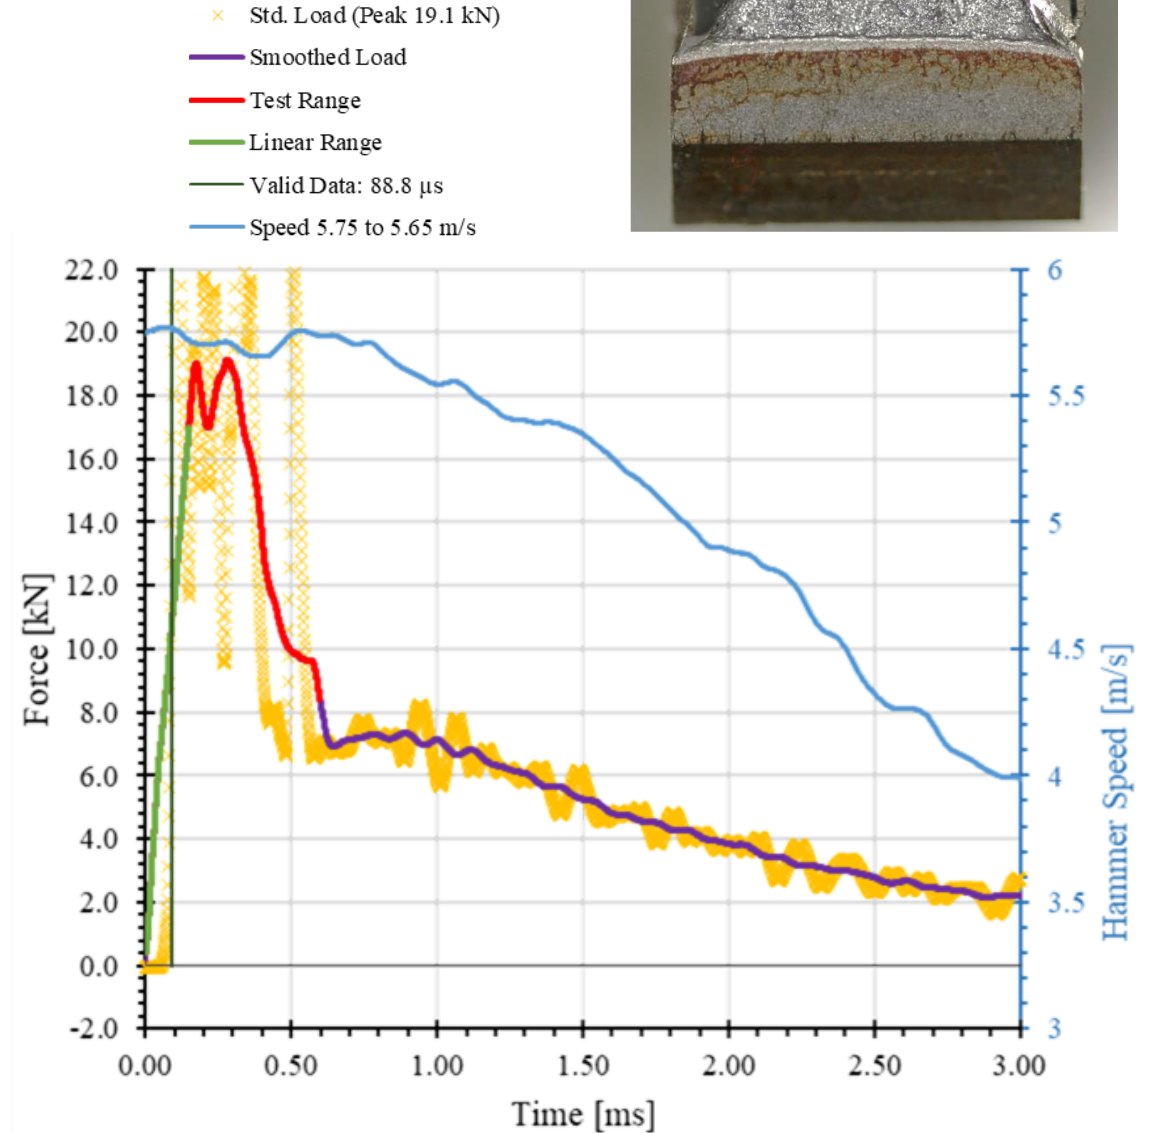 Std. Load (Peak 19.1 kN)
Smoothed Load
Test Range
Linear Range
Valid Data: 88.8 µs
Speed 5.75 to 5.65 m/s
22.0
20.0
18.0
16.0
14.0
12.0
10.0
8.0
6.0
4.0
2.0
0.0
-2.0
Force [kN]
6
5.5
5
4.5
4
3.5
3
Hammer Speed [m/s]
0.00 0.50 1.00 1.50 2.00 2.50 3.00
Time [ms]